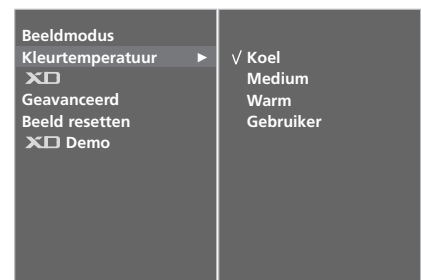 Beeldmodus
Kleurtemperatuur ►
XD
Geavanceerd
Beeld resetten
XD Demo
√ Koel
Medium
Warm
Gebruiker